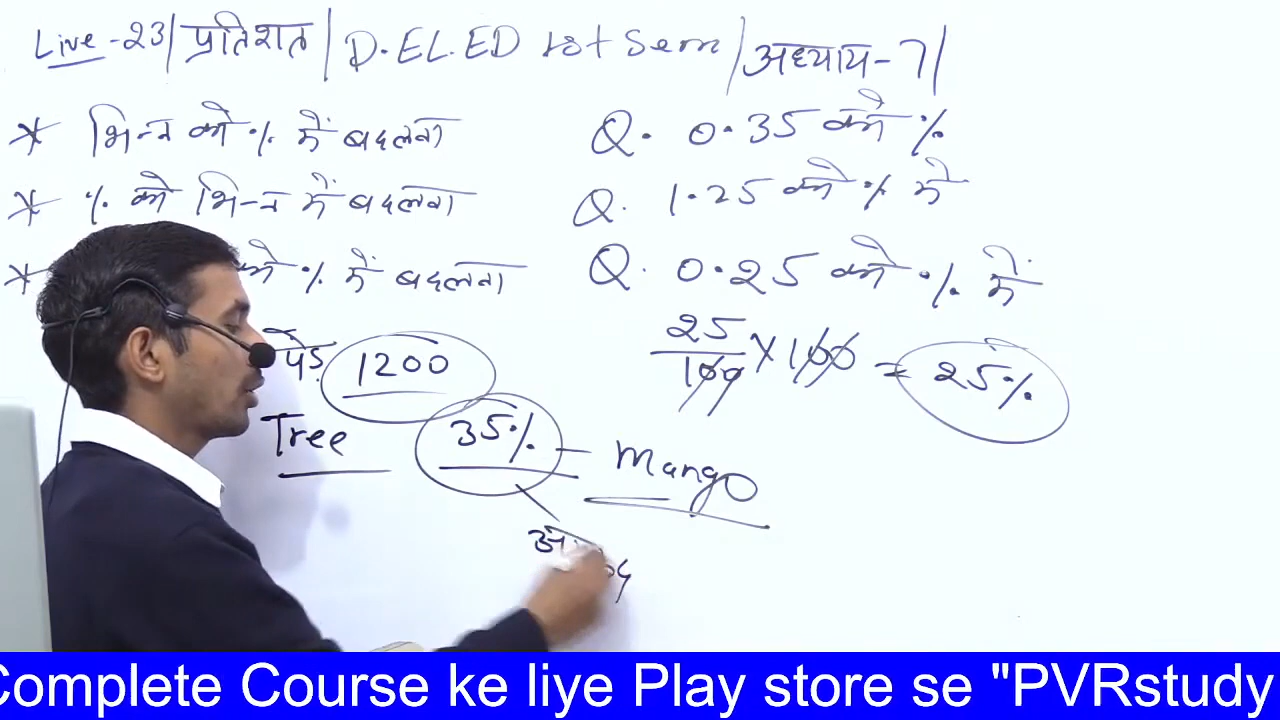 Live-23|प्रतिशत|D.EL.ED 1st Sem|अध्याय-7|
* भिन्न को % में बदलना
* % को भिन्न में बदलना
* को % में बदलना
Q. 0.35 को %
Q. 1.25 को % में
Q. 0.25 को % में
25/100 × 100 = 25%
पेड़ 1200
Tree 35% - Mango
Complete Course ke liye Play store se "PVRstudy